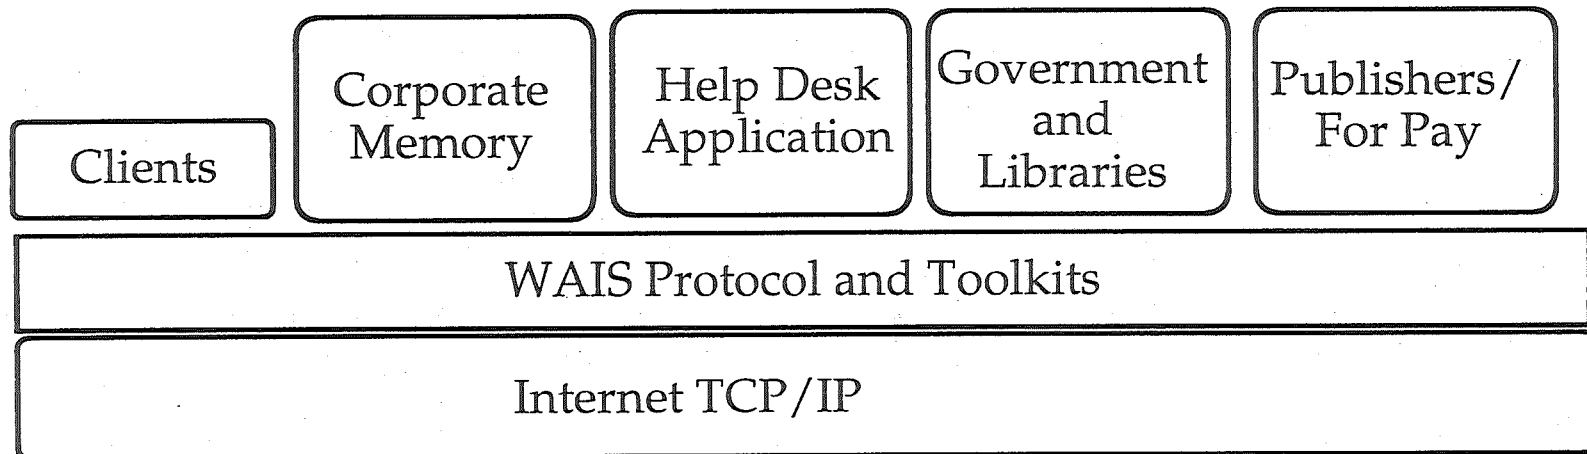 Clients
Corporate
Memory
Help Desk
Application
Government
and
Libraries
Publishers/
For Pay
WAIS Protocol and Toolkits
Internet TCP/IP